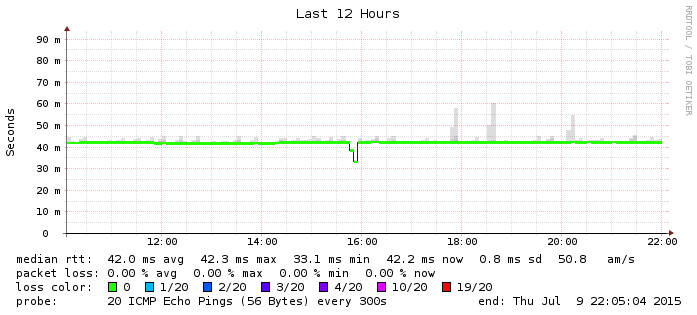 Last 12 Hours
RRDTOOL / TOBI OETIKER
Seconds
90 m
80 m
70 m
60 m
50 m
40 m
30 m
20 m
10 m
0
12:00 14:00 16:00 18:00 20:00 22:00
median rtt: 42.0 ms avg 42.3 ms max 33.1 ms min 42.2 ms now 0.8 ms sd 50.8 am/s
packet loss: 0.00 % avg 0.00 % max 0.00 % min 0.00 % now
loss color: 0 1/20 2/20 3/20 4/20 10/20 19/20
probe: 20 ICMP Echo Pings (56 Bytes) every 300s end: Thu Jul 9 22:05:04 2015